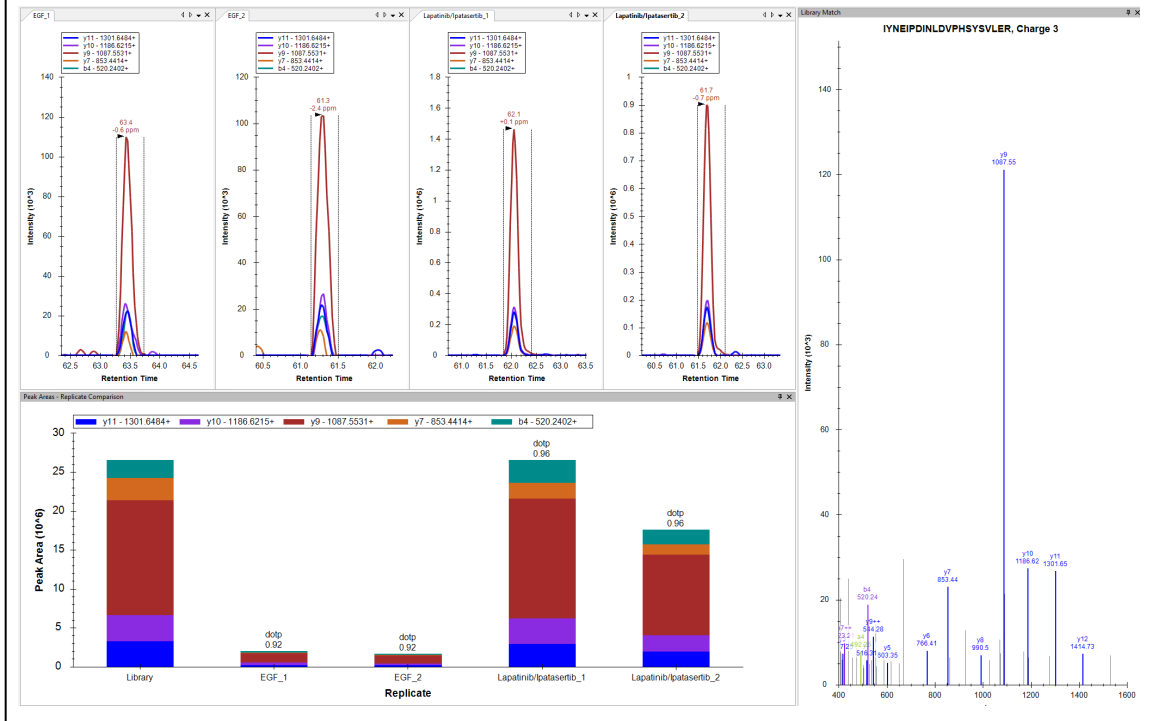 EGF_1
y11 - 1301.6484+
y10 - 1186.6215+
y9 - 1087.5531+
y7 - 853.4414+
b4 - 520.2402+
140
120
100
80
60
40
20
0
Intensity (10^3)
63.4
-0.6 ppm
62.5 63.0 63.5 64.0 64.5
Retention Time
EGF_2
y11 - 1301.6484+
y10 - 1186.6215+
y9 - 1087.5531+
y7 - 853.4414+
b4 - 520.2402+
120
100
80
60
40
20
0
Intensity (10^3)
61.3
-2.4 ppm
60.5 61.0 61.5 62.0
Retention Time
Lapatinib/Ipatasertib_1
y11 - 1301.6484+
y10 - 1186.6215+
y9 - 1087.5531+
y7 - 853.4414+
b4 - 520.2402+
1.8
1.6
1.4
1.2
1
0.8
0.6
0.4
0.2
0
Intensity (10^6)
62.1
+0.1 ppm
61.0 61.5 62.0 62.5 63.0 63.5
Retention Time
Lapatinib/Ipatasertib_2
y11 - 1301.6484+
y10 - 1186.6215+
y9 - 1087.5531+
y7 - 853.4414+
b4 - 520.2402+
1
0.9
0.8
0.7
0.6
0.5
0.4
0.3
0.2
0.1
0
Intensity (10^6)
61.7
-0.7 ppm
60.5 61.0 61.5 62.0 62.5 63.0
Retention Time
Library Match
IYNEIPDINLDVPHSYSVLER, Charge 3
140
120
100
80
60
40
20
0
Intensity (10^3)
y9
1087.55
y10
1186.62
y11
1301.65
y7
853.44
b4
520.24
y9++
544.28
516.31
y5
503.35
y6
766.41
y8
990.5
y12
1414.73
400 600 800 1000 1200 1400 1600
Peak Areas - Replicate Comparison
y11 - 1301.6484+ y10 - 1186.6215+ y9 - 1087.5531+ y7 - 853.4414+ b4 - 520.2402+
30
25
20
15
10
5
0
Peak Area (10^6)
dotp
0.92
dotp
0.92
dotp
0.96
dotp
0.96
Library EGF_1 EGF_2 Lapatinib/Ipatasertib_1 Lapatinib/Ipatasertib_2
Replicate